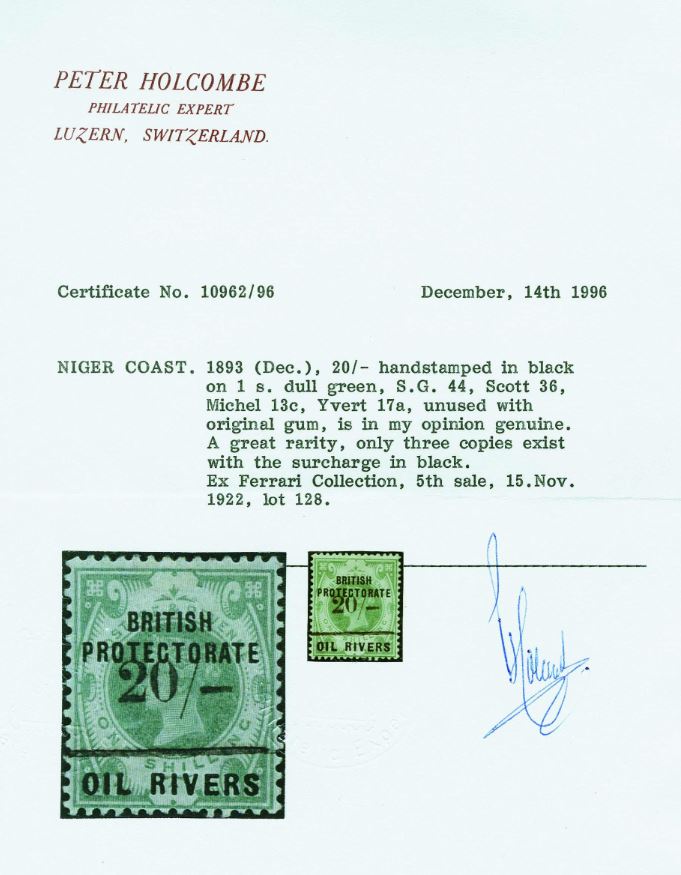 PETER HOLCOMBE
PHILATELIC EXPERT
LUZERN, SWITZERLAND.
Certificate No. 10962/96 December, 14th 1996
NIGER COAST. 1893 (Dec.), 20/- handstamped in black
on 1 s. dull green, S.G. 44, Scott 36,
Michel 13c, Yvert 17a, unused with
original gum, is in my opinion genuine.
A great rarity, only three copies exist
with the surcharge in black.
Ex Ferrari Collection, 5th sale, 15.Nov.
1922, lot 128.
BRITISH
PROTECTORATE
20/-
ONE SHILLING
OIL RIVERS
BRITISH
PROTECTORATE
20/-
OIL RIVERS